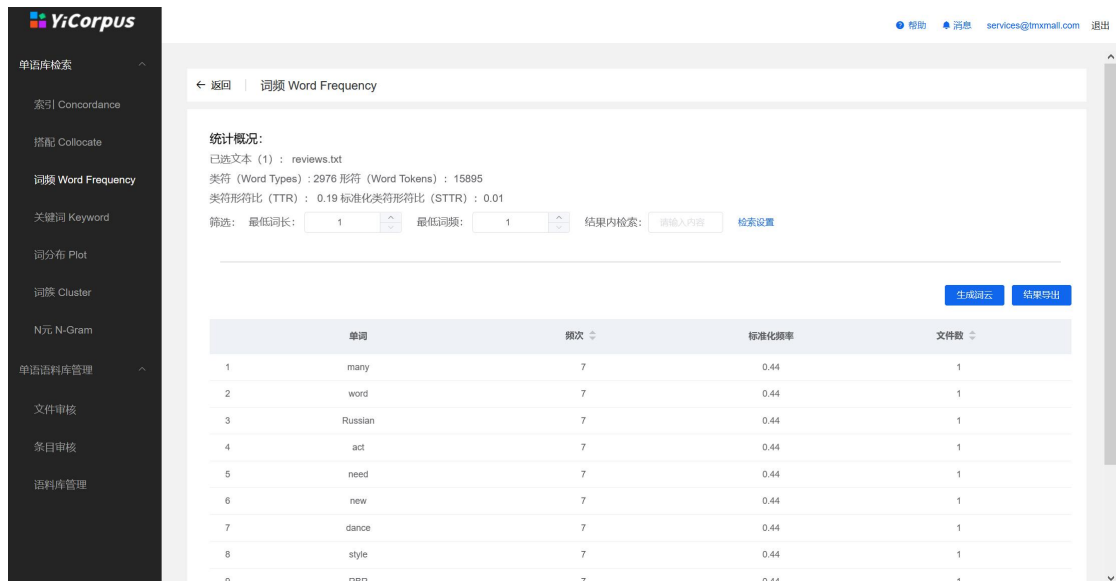 YiCorpus
帮助 消息 services@tmxmall.com 退出
单语库检索
索引 Concordance
搭配 Collocate
词频 Word Frequency
关键词 Keyword
词分布 Plot
词簇 Cluster
N元 N-Gram
单语语料库管理
文件审核
条目审核
语料库管理
← 返回 词频 Word Frequency
统计概况：
已选文本（1）： reviews.txt
类符（Word Types）: 2976 形符（Word Tokens）: 15895
类符形符比（TTR）： 0.19 标准化类符形符比（STTR）: 0.01
筛选： 最低词长： 1 最低词频： 1 结果内检索： 请输入内容 检索设置
生成词云 结果导出
单词 频次 标准化频率 文件数
1 many 7 0.44 1
2 word 7 0.44 1
3 Russian 7 0.44 1
4 act 7 0.44 1
5 need 7 0.44 1
6 new 7 0.44 1
7 dance 7 0.44 1
8 style 7 0.44 1